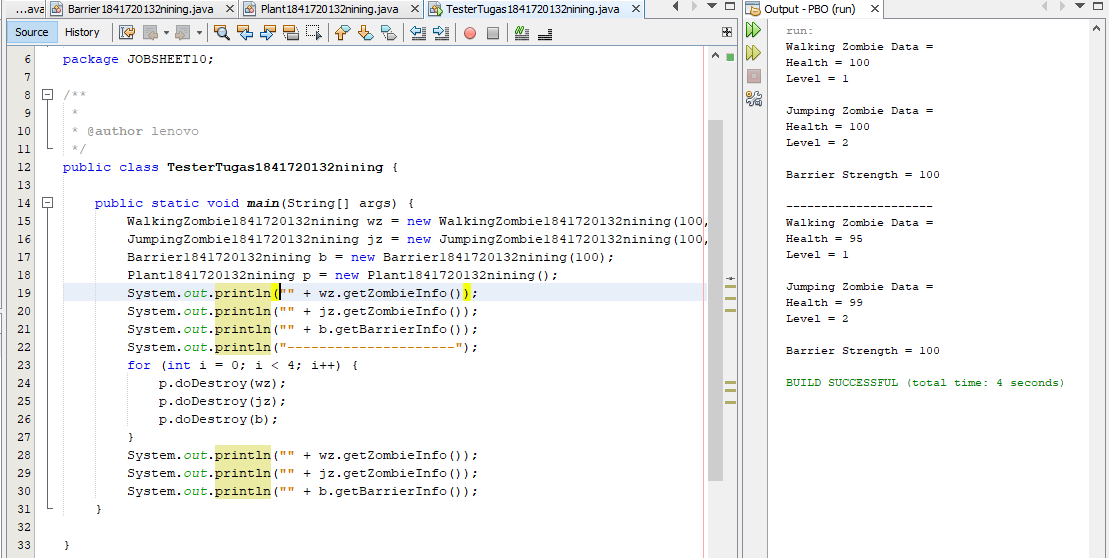 ...ava Barrier1841720132nining.java Plant1841720132nining.java TesterTugas1841720132nining.java
Source History
6 package JOBSHEET10;
7
8 /**
9 *
10 * @author lenovo
11 */
12 public class TesterTugas1841720132nining {
13
14 public static void main(String[] args) {
15 WalkingZombie1841720132nining wz = new WalkingZombie1841720132nining(100,
16 JumpingZombie1841720132nining jz = new JumpingZombie1841720132nining(100,
17 Barrier1841720132nining b = new Barrier1841720132nining(100);
18 Plant1841720132nining p = new Plant1841720132nining();
19 System.out.println("" + wz.getZombieInfo());
20 System.out.println("" + jz.getZombieInfo());
21 System.out.println("" + b.getBarrierInfo());
22 System.out.println("---------------------");
23 for (int i = 0; i < 4; i++) {
24 p.doDestroy(wz);
25 p.doDestroy(jz);
26 p.doDestroy(b);
27 }
28 System.out.println("" + wz.getZombieInfo());
29 System.out.println("" + jz.getZombieInfo());
30 System.out.println("" + b.getBarrierInfo());
31 }
32
33 }
Output - PBO (run)
run:
Walking Zombie Data =
Health = 100
Level = 1
Jumping Zombie Data =
Health = 100
Level = 2
Barrier Strength = 100
---------------------
Walking Zombie Data =
Health = 95
Level = 1
Jumping Zombie Data =
Health = 99
Level = 2
Barrier Strength = 100
BUILD SUCCESSFUL (total time: 4 seconds)